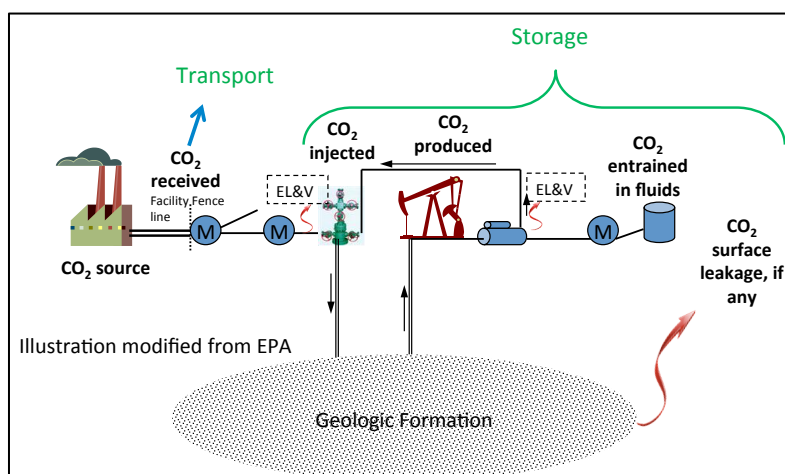 Storage
Transport
CO2
received
Facility Fence
line
CO2 source
M
EL&V
M
CO2
injected
CO2
produced
EL&V
M
CO2
entrained
in fluids
CO2
surface
leakage, if
any
Illustration modified from EPA
Geologic Formation